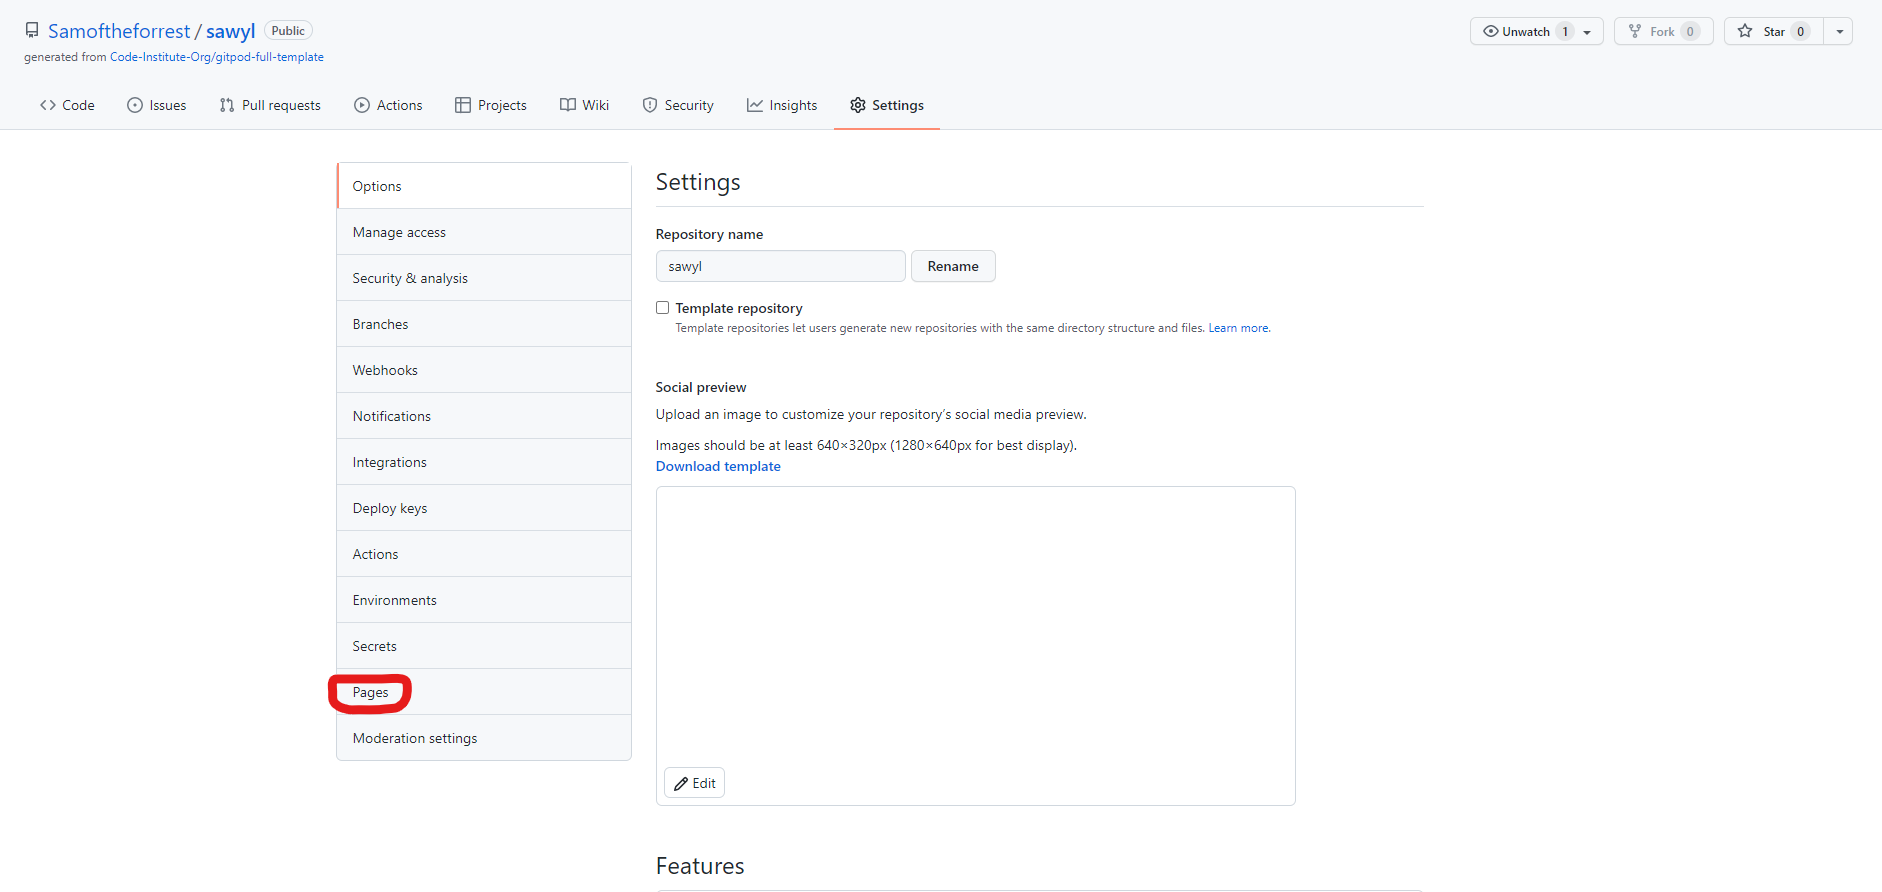 Samoftheforrest / sawyl Public
Unwatch 1 Fork 0 Star 0
generated from Code-Institute-Org/gitpod-full-template
Code Issues Pull requests Actions Projects Wiki Security Insights Settings
Options
Manage access
Security & analysis
Branches
Webhooks
Notifications
Integrations
Deploy keys
Actions
Environments
Secrets
Pages
Moderation settings
Settings
Repository name
sawyl Rename
Template repository
Template repositories let users generate new repositories with the same directory structure and files. Learn more.
Social preview
Upload an image to customize your repository's social media preview.
Images should be at least 640×320px (1280×640px for best display).
Download template
Edit
Features